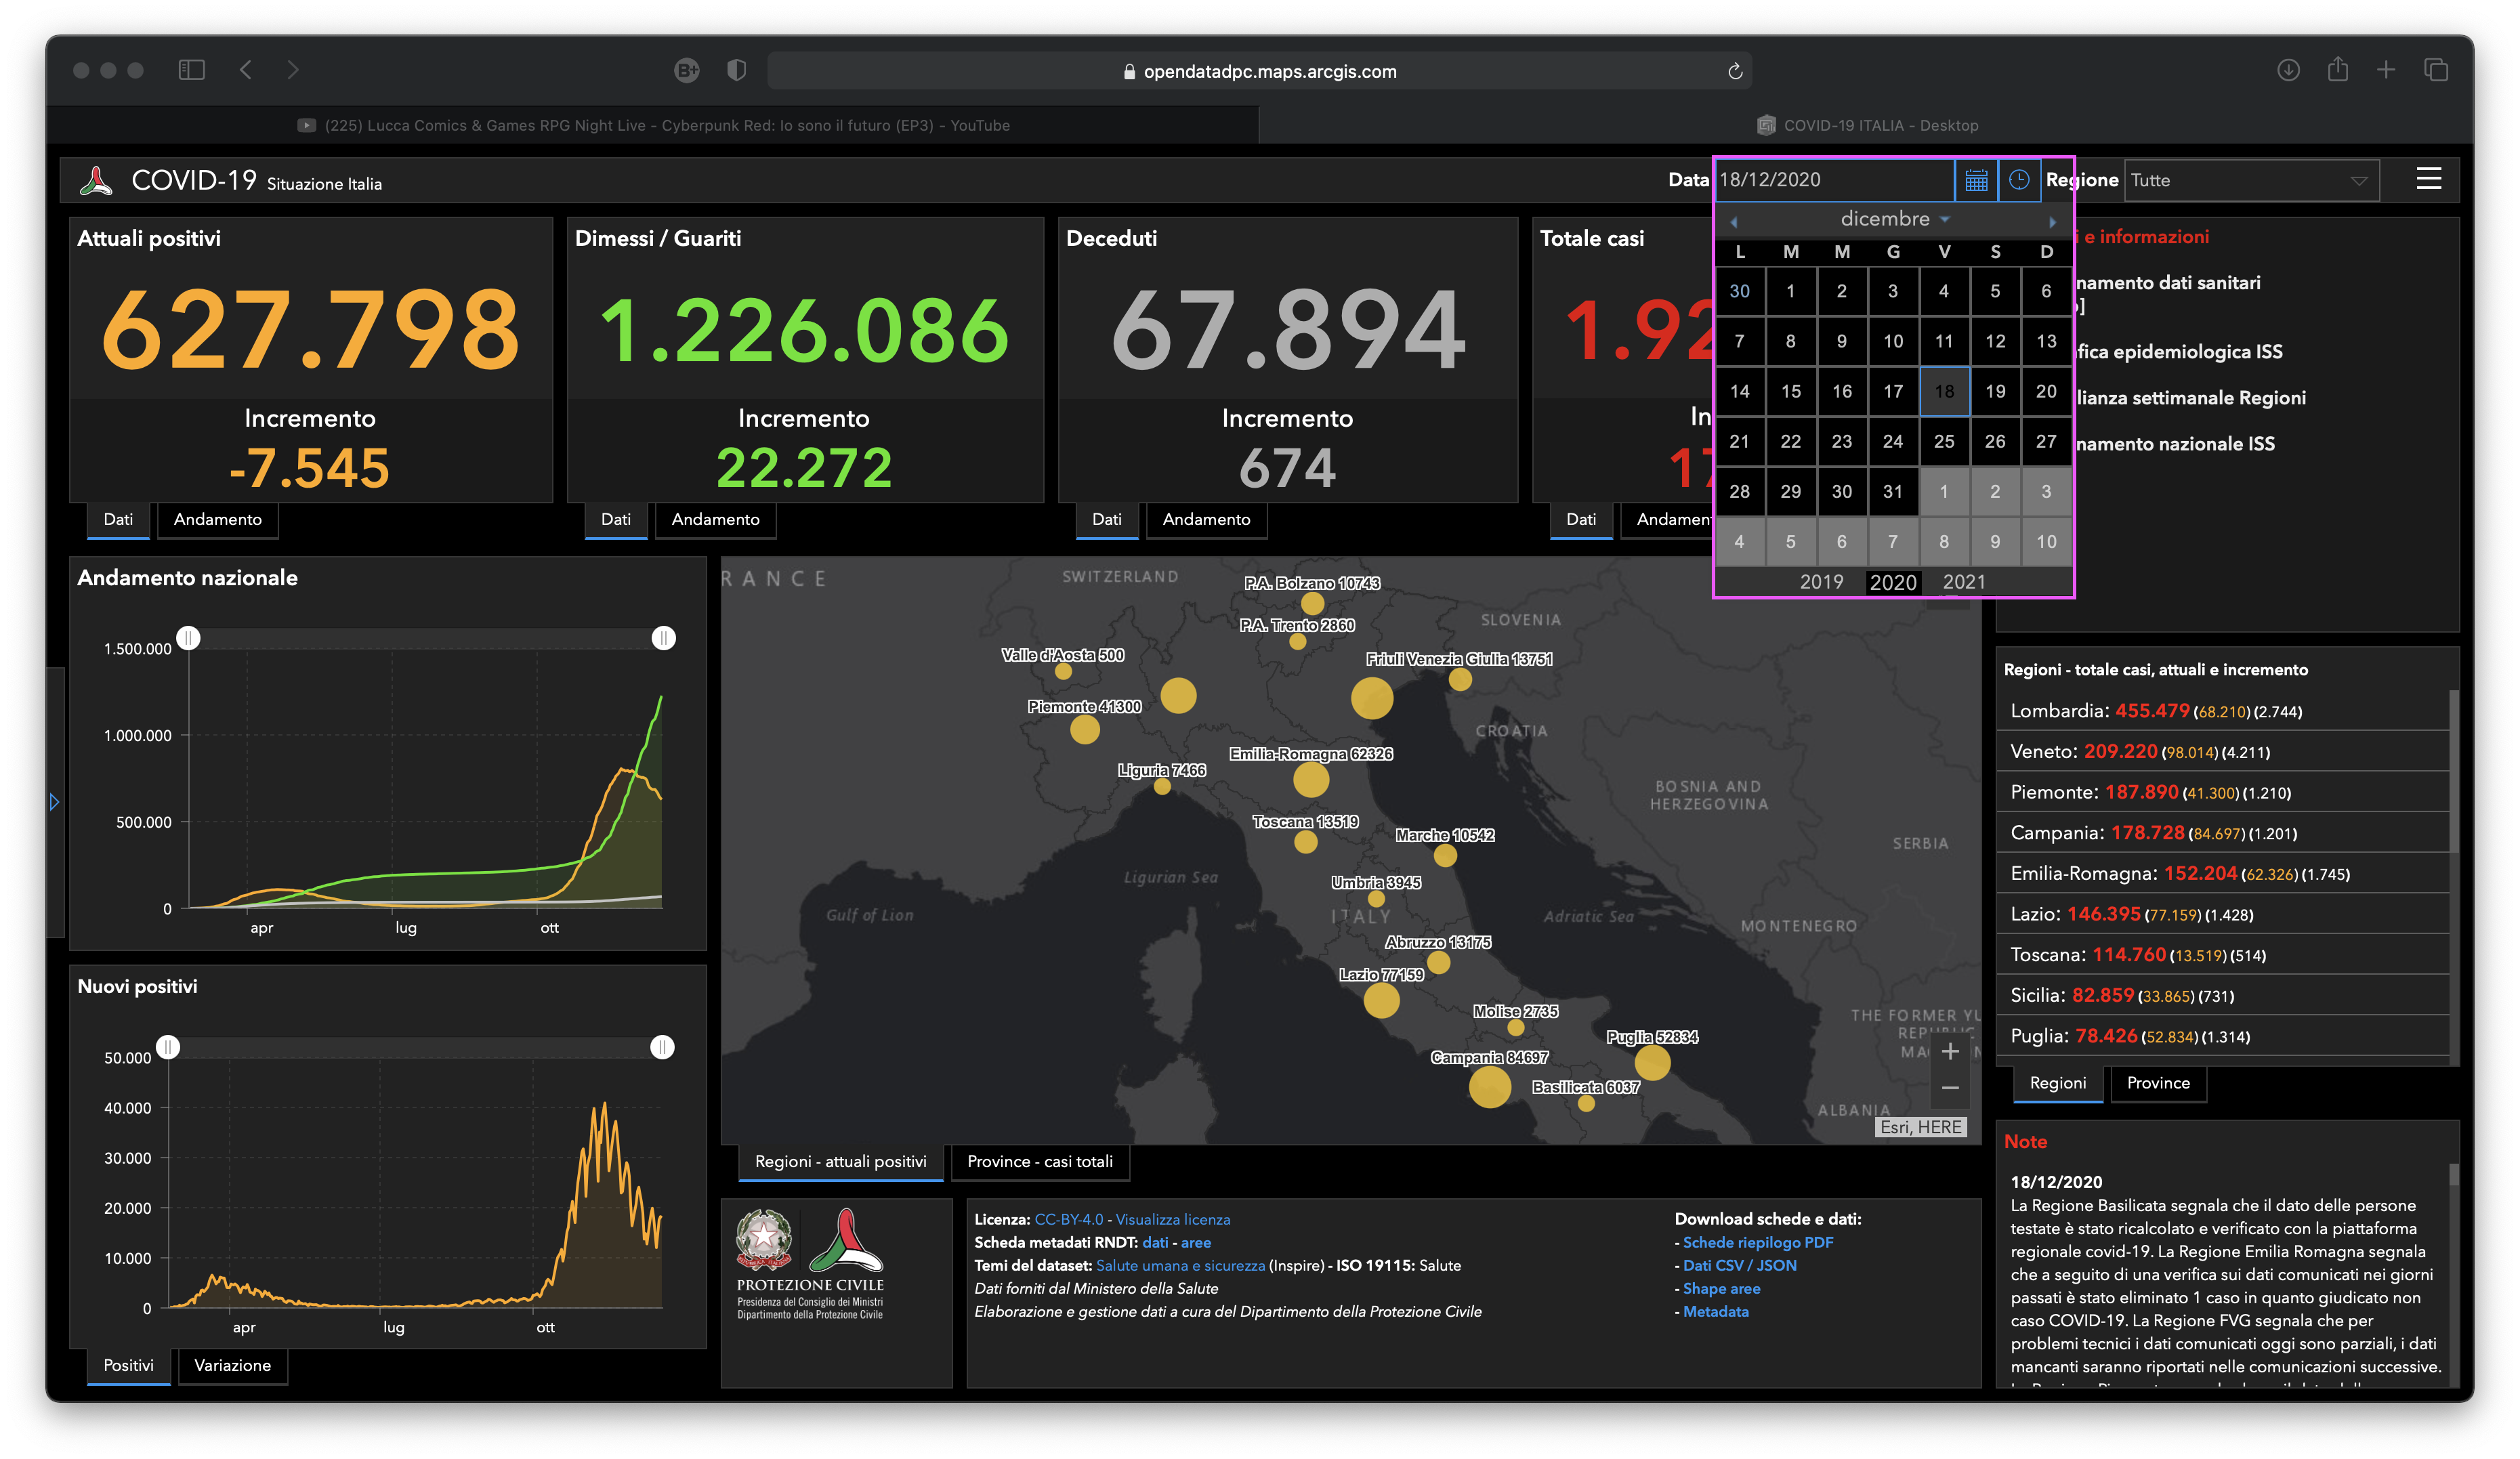 opendatadpc.maps.arcgis.com
(225) Lucca Comics & Games RPG Night Live - Cyberpunk Red: Io sono il futuro (EP3) - YouTube
COVID-19 ITALIA - Desktop
COVID-19 Situazione Italia
Data 18/12/2020
Regione Tutte
Attuali positivi
627.798
Incremento
-7.545
Dati Andamento
Dimessi / Guariti
1.226.086
Incremento
22.272
Dati Andamento
Deceduti
67.894
Incremento
674
Dati Andamento
Totale casi
1.92
In
17
Dati Andament
dicembre
L M M G V S D
30 1 2 3 4 5 6
7 8 9 10 11 12 13
14 15 16 17 18 19 20
21 22 23 24 25 26 27
28 29 30 31 1 2 3
4 5 6 7 8 9 10
2019 2020 2021
i e informazioni
namento dati sanitari
]
fica epidemiologica ISS
lianza settimanale Regioni
namento nazionale ISS
Andamento nazionale
1.500.000
1.000.000
500.000
0
apr lug ott
Nuovi positivi
50.000
40.000
30.000
20.000
10.000
0
apr lug ott
Positivi Variazione
RANCE
SWITZERLAND
P.A. Bolzano 10743
SLOVENIA
P.A. Trento 2860
Valle d'Aosta 500
Friuli Venezia Giulia 13751
Piemonte 41300
CROATIA
Emilia-Romagna 62326
Liguria 7466
BOSNIA AND
HERZEGOVINA
Toscana 13519
Marche 10542
SERBIA
Ligurian Sea
Umbria 3945
Gulf of Lion
ITALY
Adriatic Sea
MONTENEGRO
Abruzzo 13175
Lazio 77159
Molise 2735
THE FORMER YU
REPUBLIC
MA
Puglia 52834
Campania 84697
Basilicata 6037
ALBANIA
Esri, HERE
Regioni - attuali positivi Province - casi totali
Regioni - totale casi, attuali e incremento
Lombardia: 455.479 (68.210) (2.744)
Veneto: 209.220 (98.014) (4.211)
Piemonte: 187.890 (41.300) (1.210)
Campania: 178.728 (84.697) (1.201)
Emilia-Romagna: 152.204 (62.326) (1.745)
Lazio: 146.395 (77.159) (1.428)
Toscana: 114.760 (13.519) (514)
Sicilia: 82.859 (33.865) (731)
Puglia: 78.426 (52.834) (1.314)
Regioni Province
PROTEZIONE CIVILE
Presidenza del Consiglio dei Ministri
Dipartimento della Protezione Civile
Licenza: CC-BY-4.0 - Visualizza licenza
Scheda metadati RNDT: dati - aree
Temi del dataset: Salute umana e sicurezza (Inspire) - ISO 19115: Salute
Dati forniti dal Ministero della Salute
Elaborazione e gestione dati a cura del Dipartimento della Protezione Civile
Download schede e dati:
- Schede riepilogo PDF
- Dati CSV / JSON
- Shape aree
- Metadata
Note
18/12/2020
La Regione Basilicata segnala che il dato delle persone
testate è stato ricalcolato e verificato con la piattaforma
regionale covid-19. La Regione Emilia Romagna segnala
che a seguito di una verifica sui dati comunicati nei giorni
passati è stato eliminato 1 caso in quanto giudicato non
caso COVID-19. La Regione FVG segnala che per
problemi tecnici i dati comunicati oggi sono parziali, i dati
mancanti saranno riportati nelle comunicazioni successive.